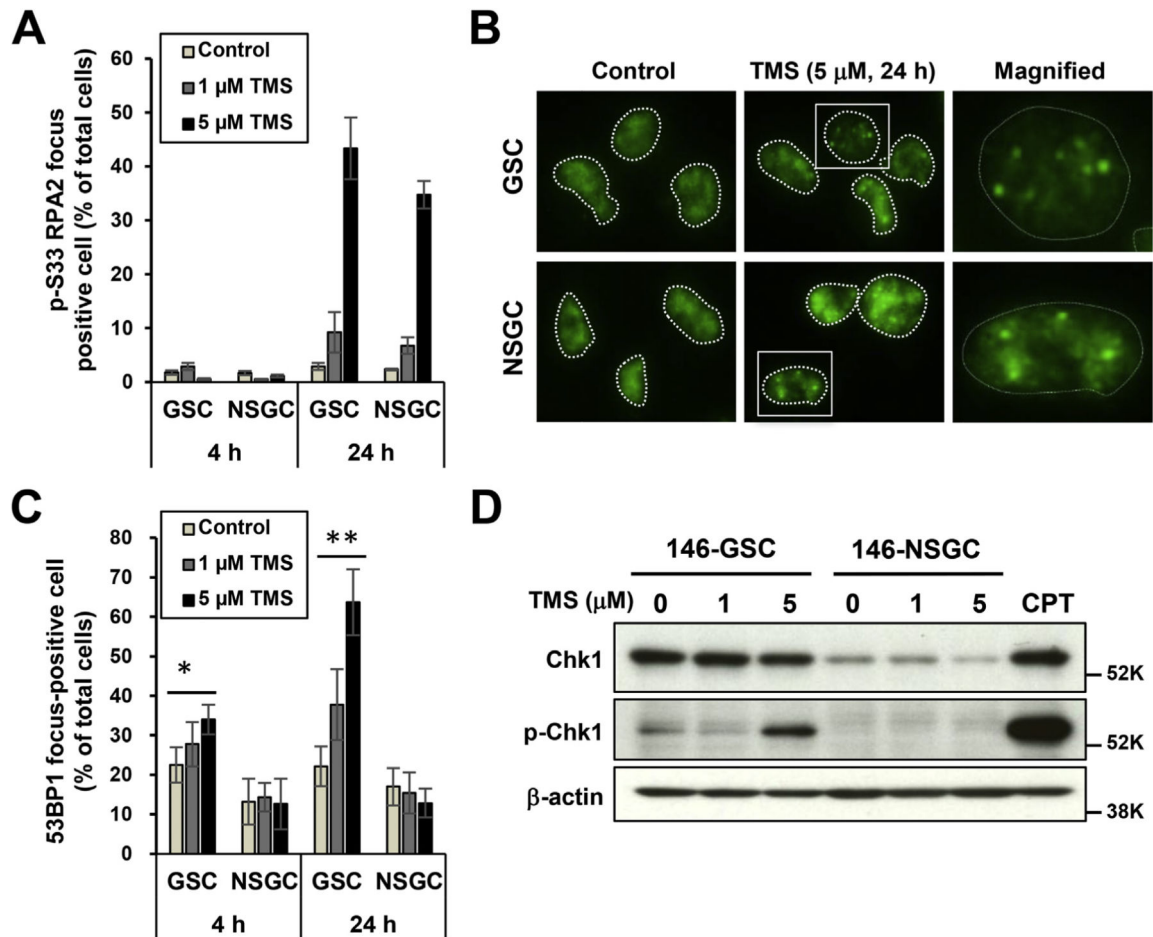 A
Control
1 µM TMS
5 µM TMS
p-S33 RPA2 focus
positive cell (% of total cells)
60
50
40
30
20
10
0
GSC NSGC GSC NSGC
4 h 24 h
B
Control TMS (5 µM, 24 h) Magnified
GSC
NSGC
C
Control
1 µM TMS
5 µM TMS
53BP1 focus-positive cell
(% of total cells)
80
70
60
50
40
30
20
10
0
*
**
GSC NSGC GSC NSGC
4 h 24 h
D
146-GSC 146-NSGC
TMS (µM) 0 1 5 0 1 5 CPT
Chk1
52K
p-Chk1
52K
β-actin
38K